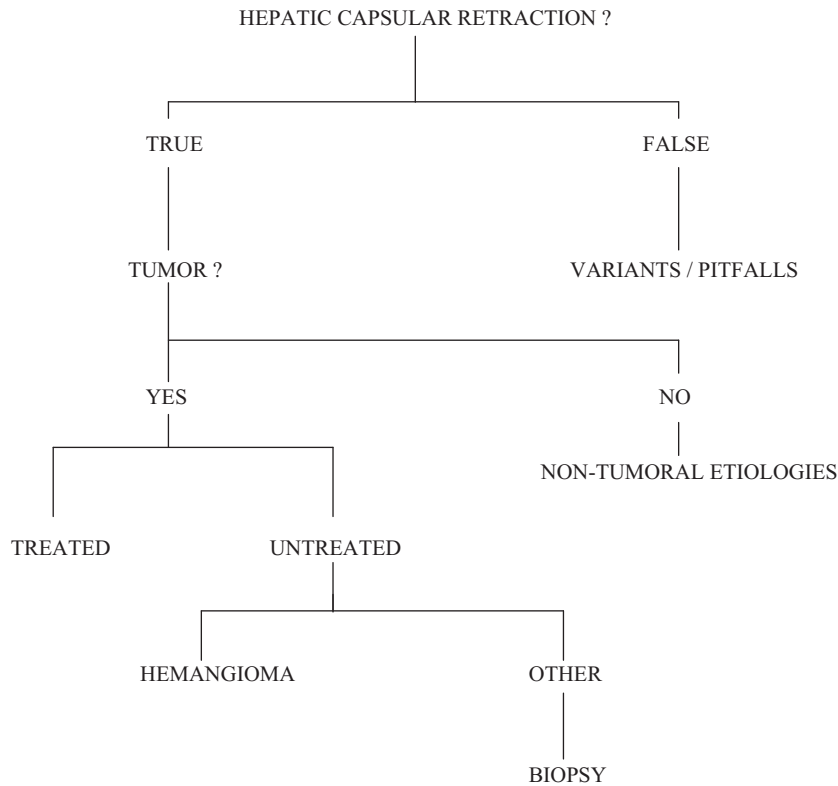 HEPATIC CAPSULAR RETRACTION ?
TRUE
FALSE
TUMOR ?
VARIANTS / PITFALLS
YES
NO
NON-TUMORAL ETIOLOGIES
TREATED
UNTREATED
HEMANGIOMA
OTHER
BIOPSY